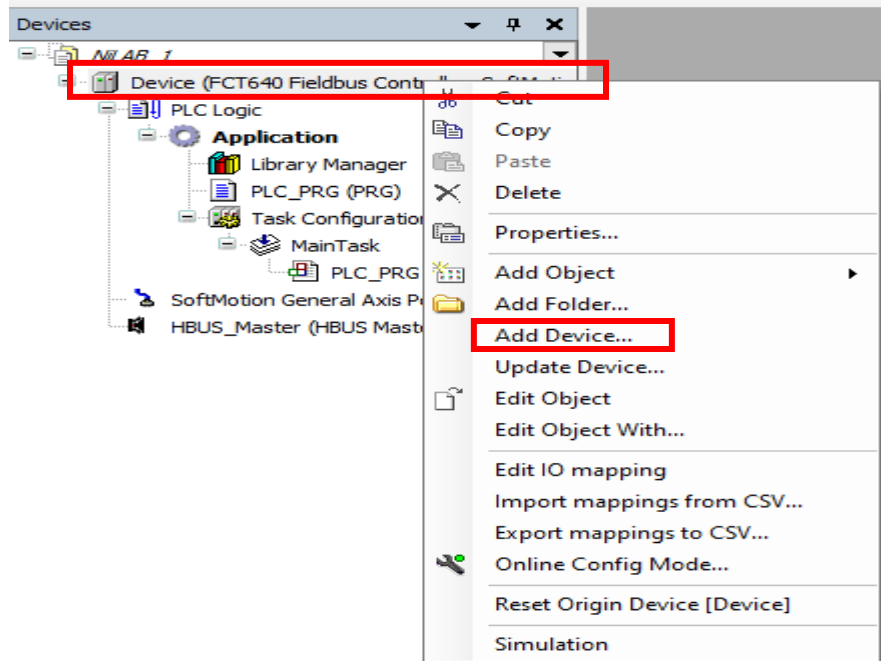 Devices
Nil AB_1
Device (FCT640 Fieldbus
PLC Logic
Application
Library Manager
PLC_PRG (PRG)
Task Configuration
MainTask
PLC_PRG
SoftMotion General Axis
HBUS_Master (HBUS
Cut
Copy
Paste
Delete
Properties...
Add Object
Add Folder...
Add Device...
Update Device...
Edit Object
Edit Object With...
Edit IO mapping
Import mappings from CSV...
Export mappings to CSV...
Online Config Mode...
Reset Origin Device [Device]
Simulation